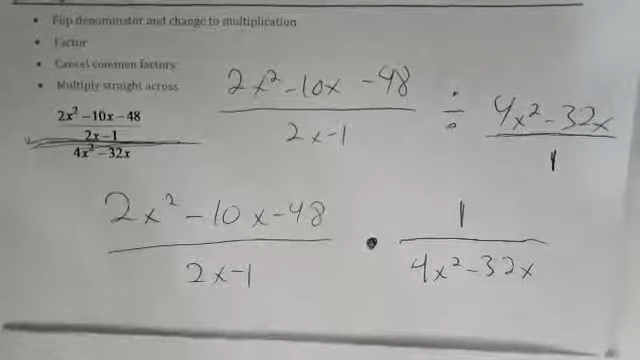 • Flip denominator and change to multiplication
• Factor
• Cancel common factors
• Multiply straight across
2x² – 10x – 48
2x – 1
4x² – 32x
2x² – 10x – 48 ÷ 4x² – 32x
2x – 1 1
2x² – 10x – 48 • 1
2x – 1 4x² – 32x